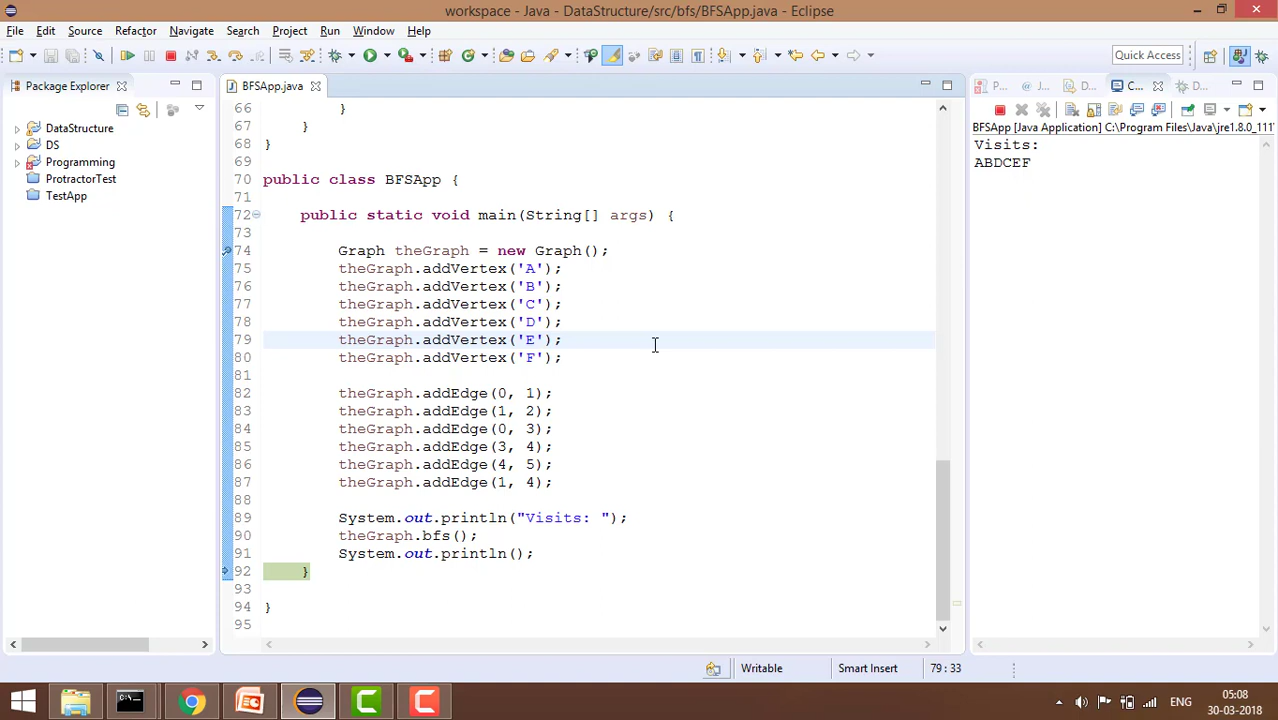 workspace - Java - DataStructure/src/bfs/BFSApp.java - Eclipse
File Edit Source Refactor Navigate Search Project Run Window Help
Quick Access
Package Explorer
BFSApp.java
P...
J...
D...
C...
D...
DataStructure
DS
Programming
ProtractorTest
TestApp
66 }
67 }
68 }
69
70 public class BFSApp {
71
72 public static void main(String[] args) {
73
74 Graph theGraph = new Graph();
75 theGraph.addVertex('A');
76 theGraph.addVertex('B');
77 theGraph.addVertex('C');
78 theGraph.addVertex('D');
79 theGraph.addVertex('E');
80 theGraph.addVertex('F');
81
82 theGraph.addEdge(0, 1);
83 theGraph.addEdge(1, 2);
84 theGraph.addEdge(0, 3);
85 theGraph.addEdge(3, 4);
86 theGraph.addEdge(4, 5);
87 theGraph.addEdge(1, 4);
88
89 System.out.println("Visits: ");
90 theGraph.bfs();
91 System.out.println();
92 }
93
94 }
95
BFSApp [Java Application] C:\Program Files\Java\jre1.8.0_111
Visits:
ABDCEF
Writable
Smart Insert
79 : 33
ENG
05:08
30-03-2018